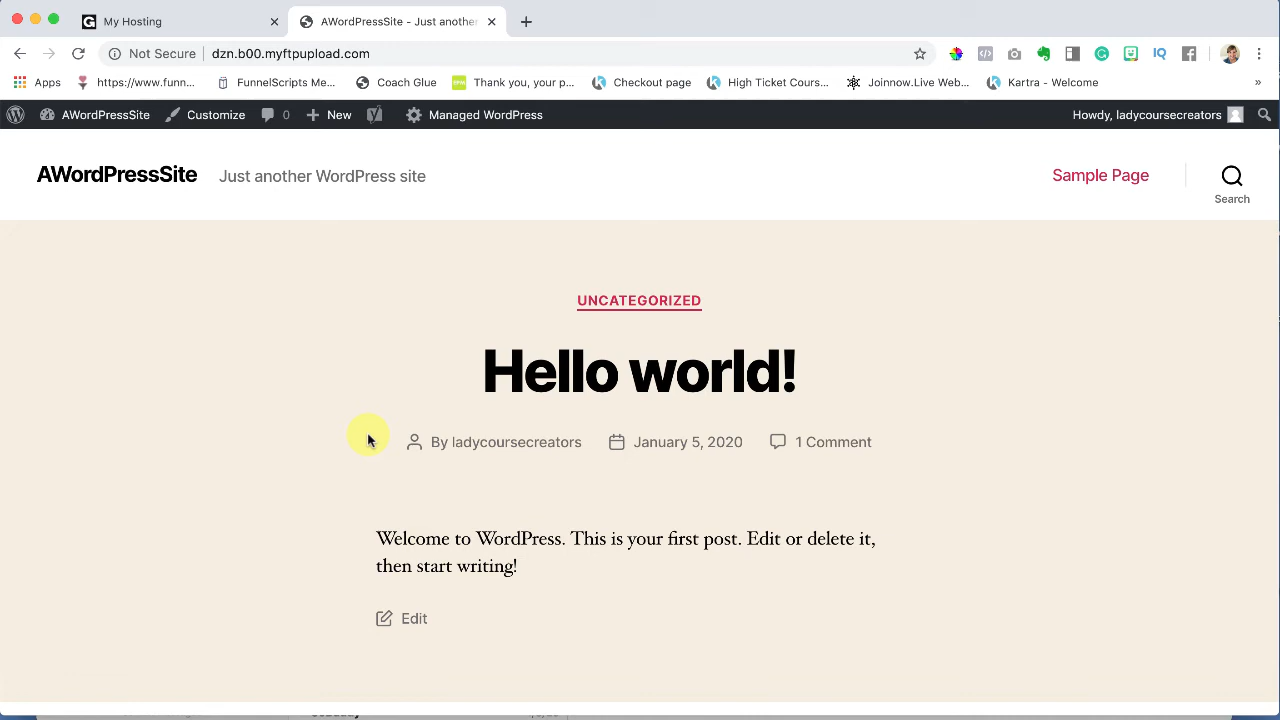 My Hosting
AWordPressSite - Just another
Not Secure
dzn.b00.myftpupload.com
Apps
https://www.funn...
FunnelScripts Me...
Coach Glue
Thank you, your p...
Checkout page
High Ticket Cours...
Joinnow.Live Web...
Kartra - Welcome
»
AWordPressSite
Customize
0
New
Managed WordPress
Howdy, ladycoursecreators
AWordPressSite
Just another WordPress site
Sample Page
Search
UNCATEGORIZED
Hello world!
By ladycoursecreators
January 5, 2020
1 Comment
Welcome to WordPress. This is your first post. Edit or delete it,
then start writing!
Edit